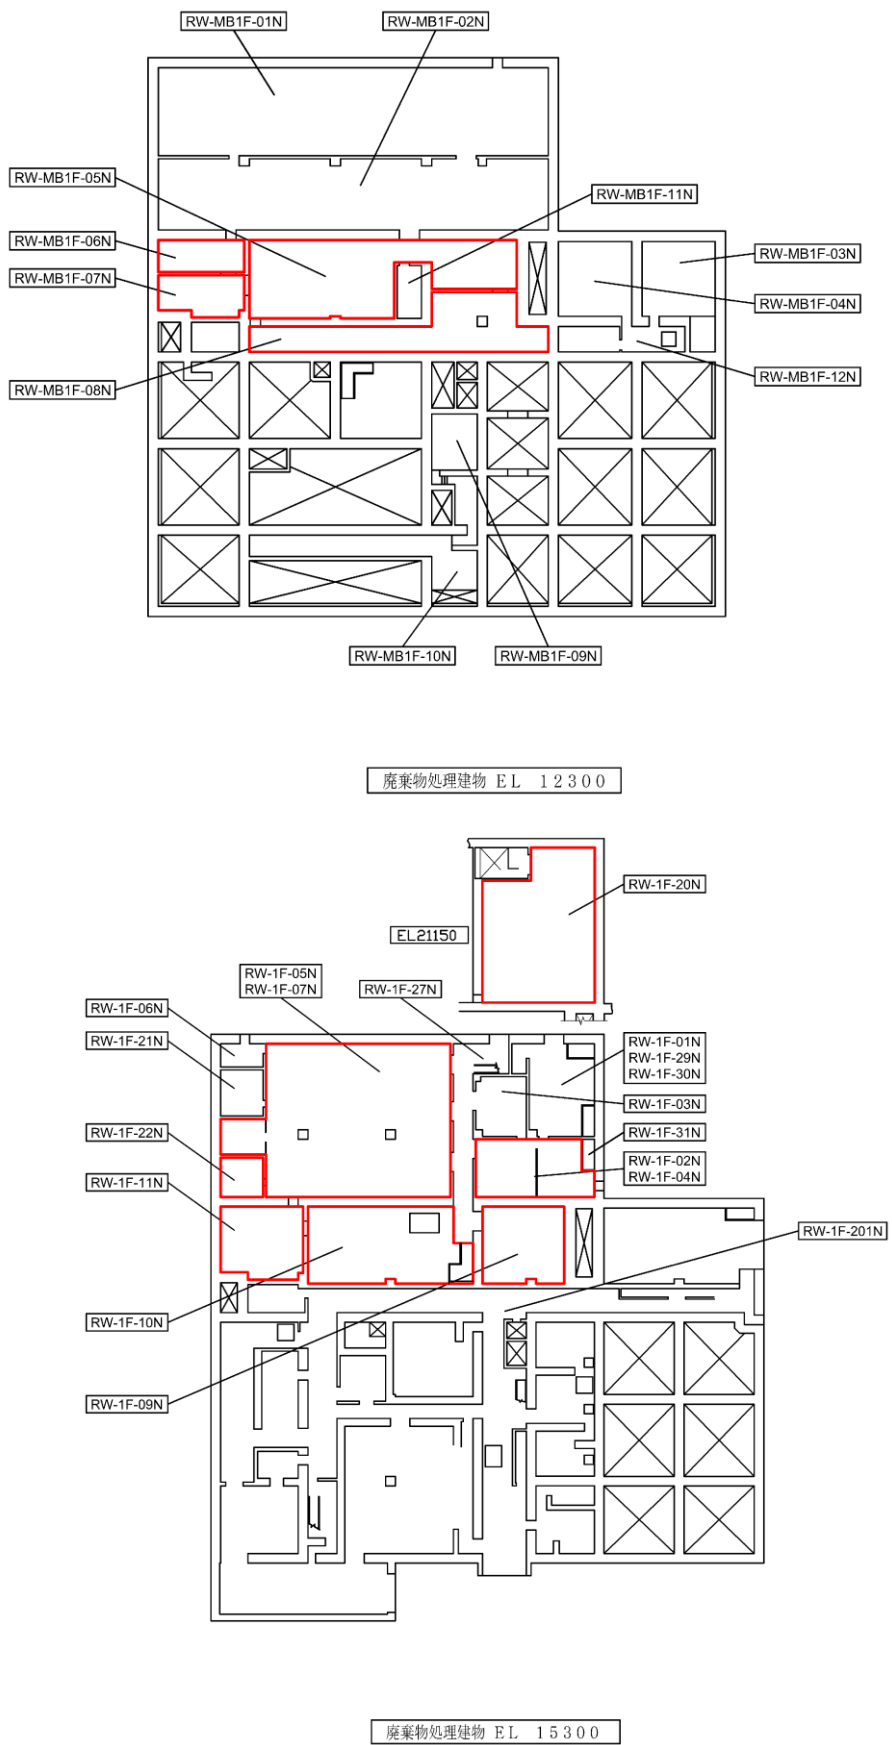 RW-MB1F-01N
RW-MB1F-02N
RW-MB1F-05N
RW-MB1F-11N
RW-MB1F-06N
RW-MB1F-03N
RW-MB1F-07N
RW-MB1F-04N
RW-MB1F-12N
RW-MB1F-08N
RW-MB1F-10N
RW-MB1F-09N
廃棄物処理建物 EL 12300
RW-1F-20N
EL21150
RW-1F-05N
RW-1F-07N
RW-1F-27N
RW-1F-06N
RW-1F-21N
RW-1F-01N
RW-1F-29N
RW-1F-30N
RW-1F-03N
RW-1F-22N
RW-1F-31N
RW-1F-02N
RW-1F-04N
RW-1F-11N
RW-1F-201N
RW-1F-10N
RW-1F-09N
廃棄物処理建物 EL 15300